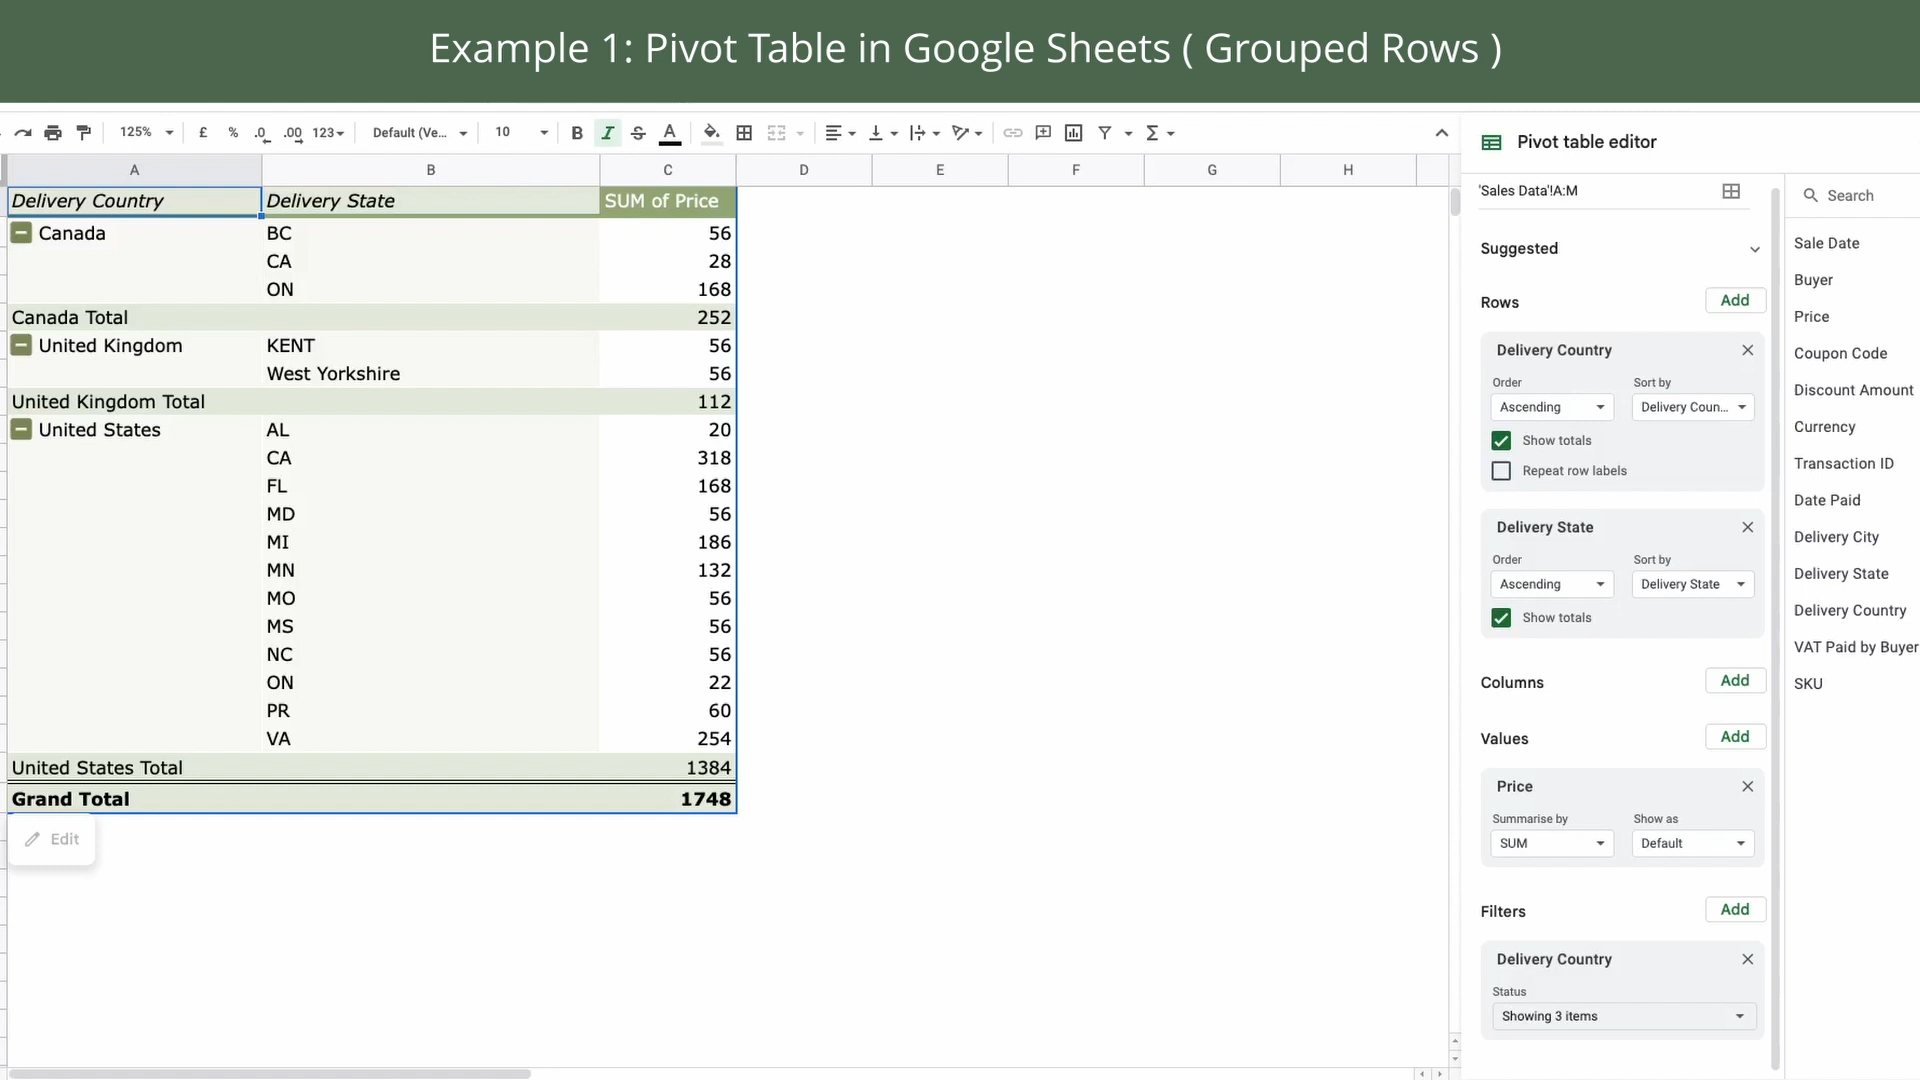 Example 1: Pivot Table in Google Sheets ( Grouped Rows )
125% £ % .0 .00 123 Default (Ve... 10 B I S A Σ
Pivot table editor
A B C D E F G H
'Sales Data'!A:M
Search
Delivery Country Delivery State SUM of Price
Canada BC 56
CA 28
ON 168
Canada Total 252
United Kingdom KENT 56
West Yorkshire 56
United Kingdom Total 112
United States AL 20
CA 318
FL 168
MD 56
MI 186
MN 132
MO 56
MS 56
NC 56
ON 22
PR 60
VA 254
United States Total 1384
Grand Total 1748
Edit
Suggested
Rows Add
Delivery Country
Order Sort by
Ascending Delivery Coun...
Show totals
Repeat row labels
Delivery State
Order Sort by
Ascending Delivery State
Show totals
Columns Add
Values Add
Price
Summarise by Show as
SUM Default
Filters Add
Delivery Country
Status
Showing 3 items
Sale Date
Buyer
Price
Coupon Code
Discount Amount
Currency
Transaction ID
Date Paid
Delivery City
Delivery State
Delivery Country
VAT Paid by Buyer
SKU